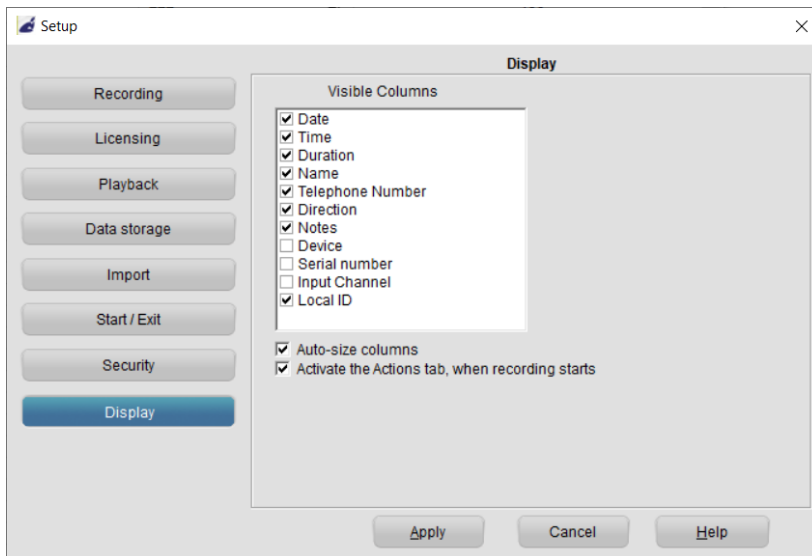 Setup
Display
Recording
Licensing
Playback
Data storage
Import
Start / Exit
Security
Display
Visible Columns
Date
Time
Duration
Name
Telephone Number
Direction
Notes
Device
Serial number
Input Channel
Local ID
Auto-size columns
Activate the Actions tab, when recording starts
Apply
Cancel
Help